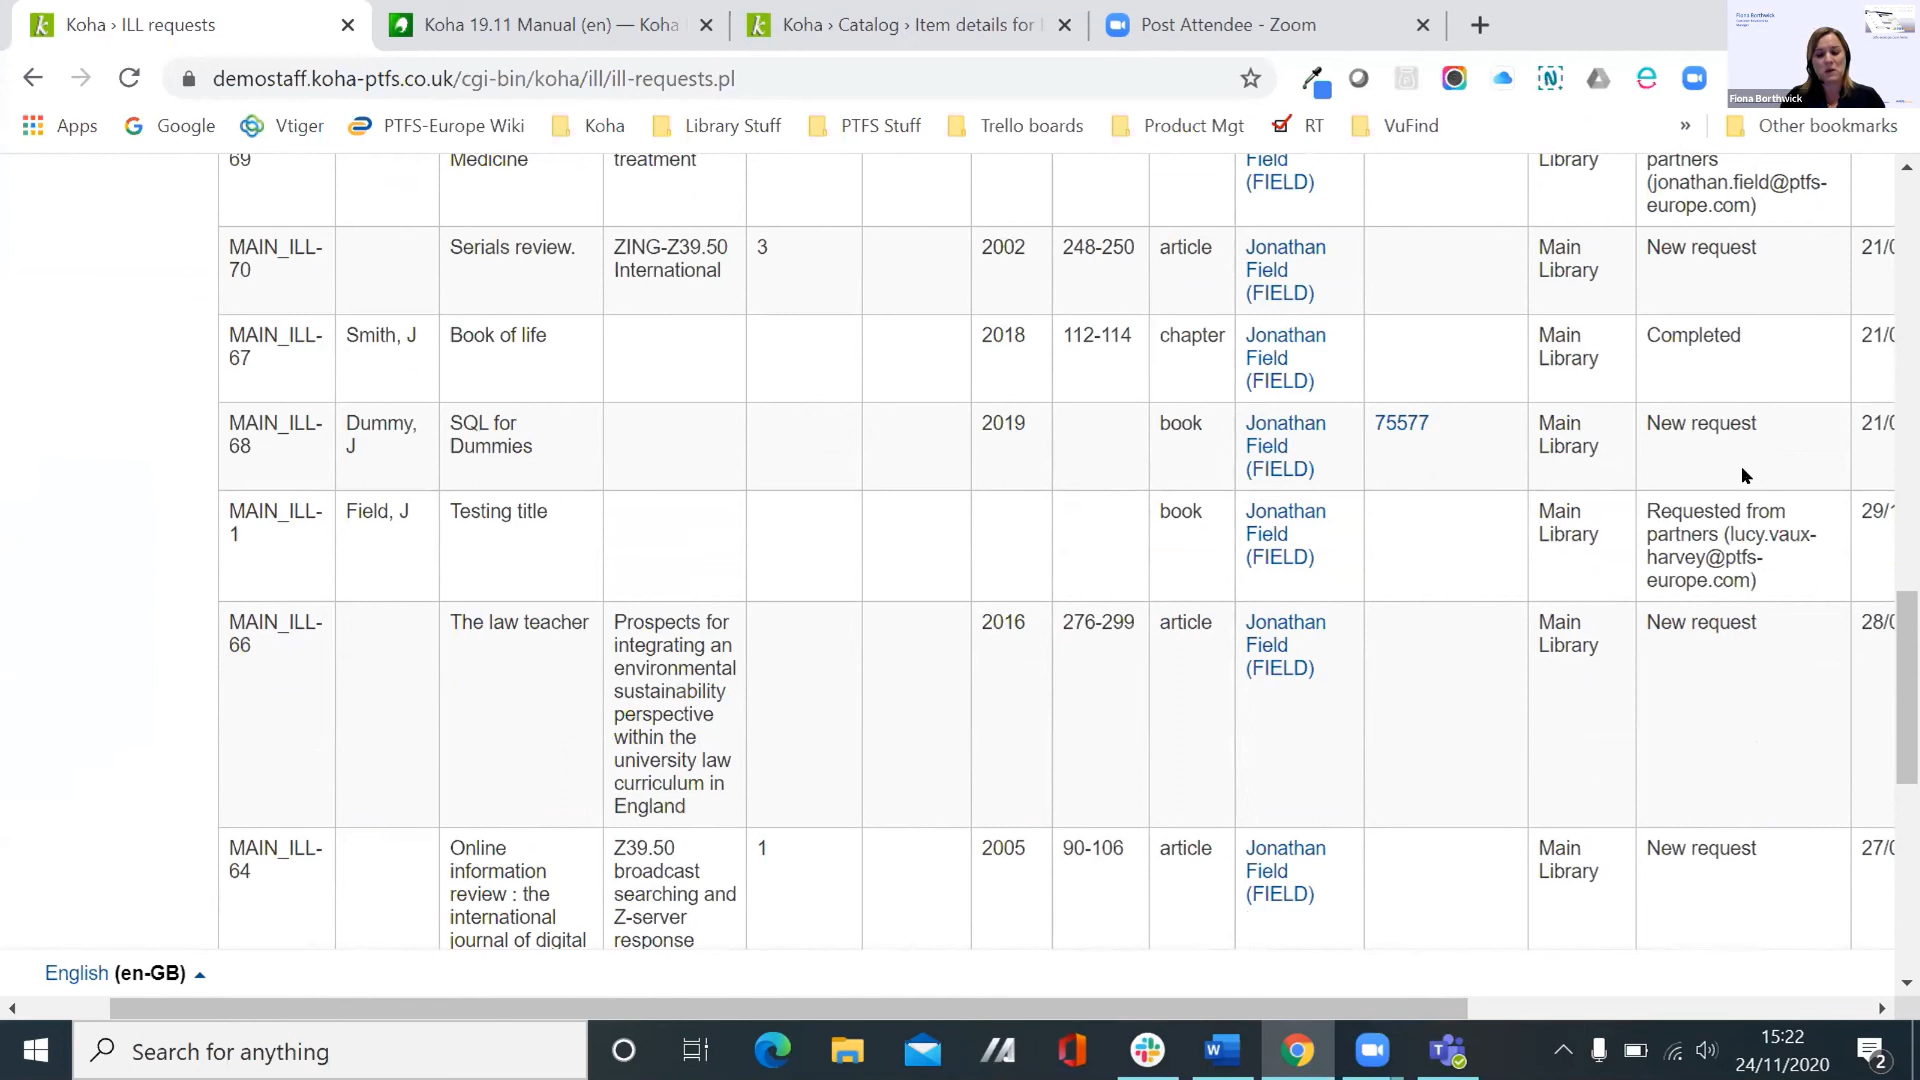 Koha › ILL requests
Koha 19.11 Manual (en) — Koha
Koha › Catalog › Item details for
Post Attendee - Zoom
demostaff.koha-ptfs.co.uk/cgi-bin/koha/ill/ill-requests.pl
Fiona Borthwick
Fiona Borthwick
Apps
Google
Vtiger
PTFS-Europe Wiki
Koha
Library Stuff
PTFS Stuff
Trello boards
Product Mgt
RT
VuFind
»
Other bookmarks
69
Medicine
treatment
Field
(FIELD)
Library
partners
(jonathan.field@ptfs-
europe.com)
MAIN_ILL-
70
Serials review.
ZING-Z39.50
International
3
2002
248-250
article
Jonathan
Field
(FIELD)
Main
Library
New request
21/0
MAIN_ILL-
67
Smith, J
Book of life
2018
112-114
chapter
Jonathan
Field
(FIELD)
Main
Library
Completed
21/0
MAIN_ILL-
68
Dummy,
J
SQL for
Dummies
2019
book
Jonathan
Field
(FIELD)
75577
Main
Library
New request
21/0
MAIN_ILL-
1
Field, J
Testing title
book
Jonathan
Field
(FIELD)
Main
Library
Requested from
partners (lucy.vaux-
harvey@ptfs-
europe.com)
29/1
MAIN_ILL-
66
The law teacher
Prospects for
integrating an
environmental
sustainability
perspective
within the
university law
curriculum in
England
2016
276-299
article
Jonathan
Field
(FIELD)
Main
Library
New request
28/0
MAIN_ILL-
64
Online
information
review : the
international
journal of digital
Z39.50
broadcast
searching and
Z-server
response
1
2005
90-106
article
Jonathan
Field
(FIELD)
Main
Library
New request
27/0
English (en-GB)
Search for anything
15:22
24/11/2020
2